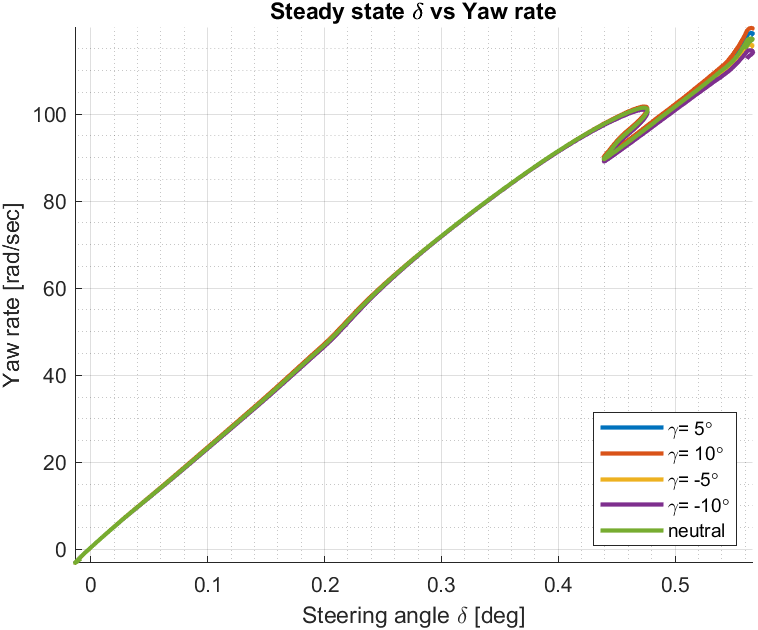 Steady state δ vs Yaw rate
Yaw rate [rad/sec]
100
80
60
40
20
0
0
0.1
0.2
0.3
0.4
0.5
Steering angle δ [deg]
γ= 5°
γ= 10°
γ= -5°
γ= -10°
neutral